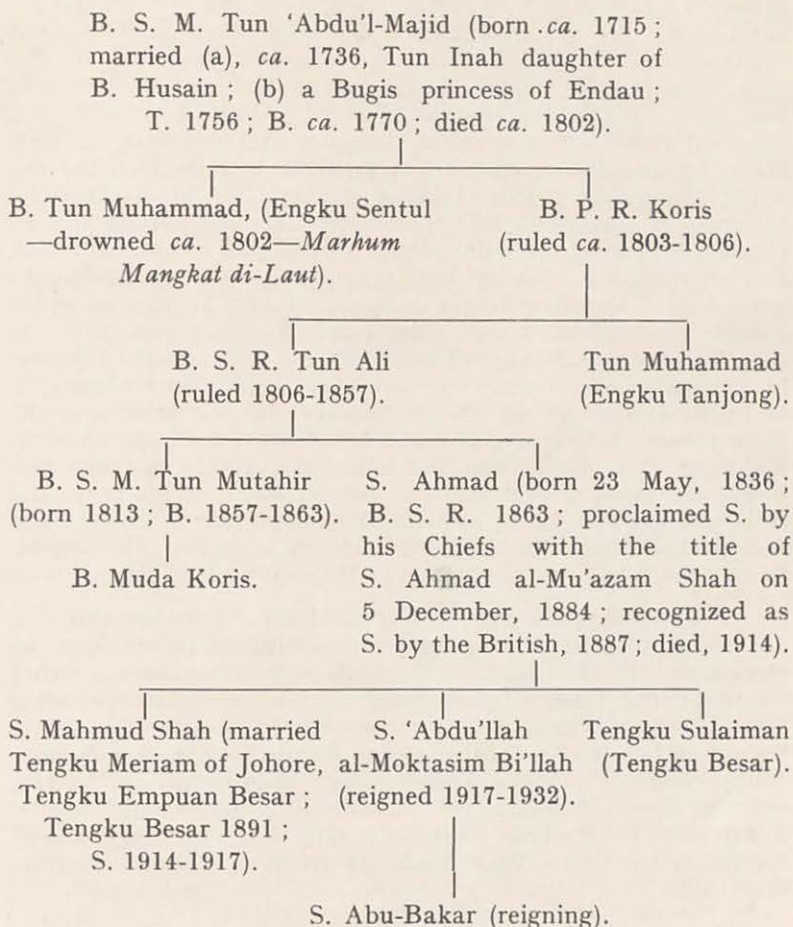 B. S. M. Tun ‘Abdu’l-Majid (born .ca. 1715 ;
married (a), ca. 1736, Tun Inah daughter of
B. Husain ; (b) a Bugis princess of Endau ;
T. 1756 ; B. ca. 1770 ; died ca. 1802).
B. Tun Muhammad, (Engku Sentul
—drowned ca. 1802—Marhum
Mangkat di-Laut).
B. P. R. Koris
(ruled ca. 1803-1806).
B. S. R. Tun Ali
(ruled 1806-1857).
Tun Muhammad
(Engku Tanjong).
B. S. M. Tun Mutahir
(born 1813 ; B. 1857-1863).
B. Muda Koris.
S. Ahmad (born 23 May, 1836 ;
B. S. R. 1863 ; proclaimed S. by
his Chiefs with the title of
S. Ahmad al-Mu’azam Shah on
5 December, 1884 ; recognized as
S. by the British, 1887 ; died, 1914).
S. Mahmud Shah (married
Tengku Meriam of Johore,
Tengku Empuan Besar ;
Tengku Besar 1891 ;
S. 1914-1917).
S. ‘Abdu’llah
al-Moktasim Bi’llah
(reigned 1917-1932).
Tengku Sulaiman
(Tengku Besar).
S. Abu-Bakar (reigning).